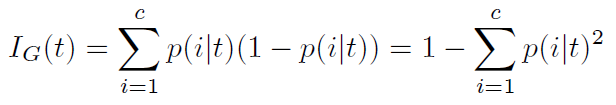 I_G(t) = \sum_{i=1}^{c} p(i|t)(1 - p(i|t)) = 1 - \sum_{i=1}^{c} p(i|t)^2